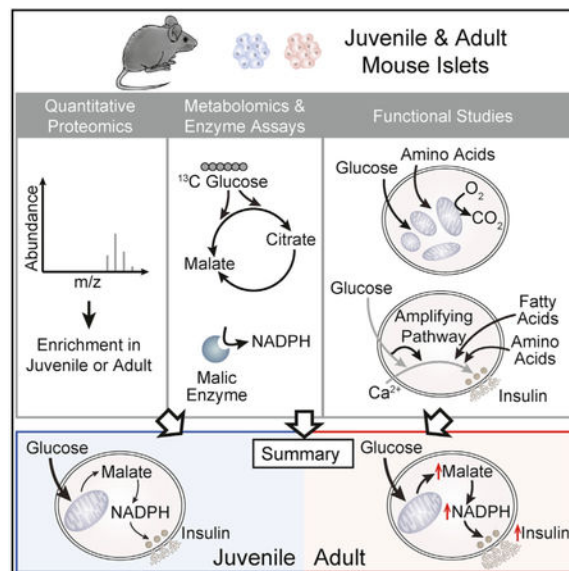 Juvenile & Adult
Mouse Islets
Quantitative
Proteomics
Abundance
m/z
Enrichment in
Juvenile or Adult
Metabolomics &
Enzyme Assays
¹³C Glucose
Citrate
Malate
NADPH
Malic
Enzyme
Functional Studies
Amino Acids
Glucose
O₂
CO₂
Glucose
Amplifying
Pathway
Fatty
Acids
Amino
Acids
Ca²⁺
Insulin
Summary
Glucose
Malate
NADPH
Insulin
Juvenile
Glucose
Malate
NADPH
Insulin
Adult